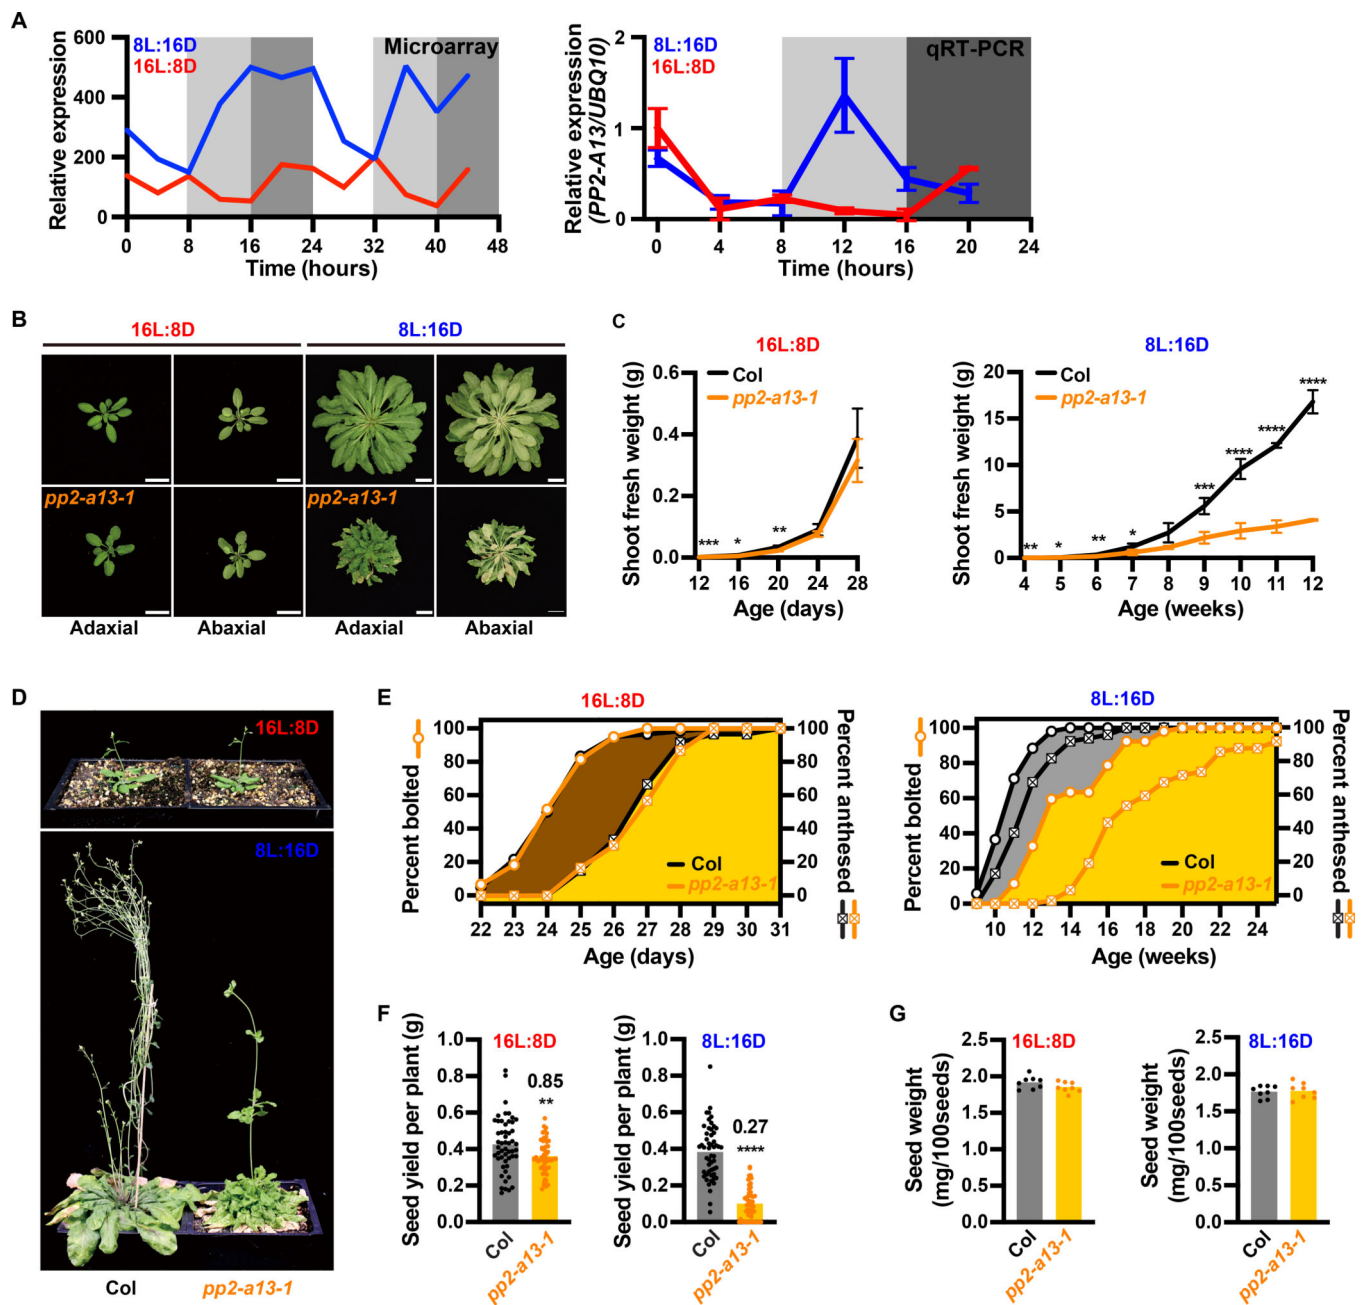 A
8L:16D
16L:8D
Microarray
Relative expression
600
400
200
0
0 8 16 24 32 40 48
Time (hours)
8L:16D
16L:8D
qRT-PCR
Relative expression
(PP2-A13/UBQ10)
2
1
0
0 4 8 12 16 20 24
Time (hours)
B
16L:8D 8L:16D
pp2-a13-1 pp2-a13-1
Adaxial Abaxial Adaxial Abaxial
C
16L:8D
Shoot fresh weight (g)
0.6
0.4
0.2
0.0
Col
pp2-a13-1
*** * **
12 16 20 24 28
Age (days)
8L:16D
Shoot fresh weight (g)
20
15
10
5
0
Col
pp2-a13-1
** * ** * *** **** **** ****
4 5 6 7 8 9 10 11 12
Age (weeks)
D
16L:8D
8L:16D
Col pp2-a13-1
E
16L:8D
Percent bolted
100
80
60
40
20
0
Percent anthesed
100
80
60
40
20
0
Col
pp2-a13-1
22 23 24 25 26 27 28 29 30 31
Age (days)
8L:16D
Percent bolted
100
80
60
40
20
0
Percent anthesed
100
80
60
40
20
0
Col
pp2-a13-1
10 12 14 16 18 20 22 24
Age (weeks)
F
Seed yield per plant (g)
1.0
0.8
0.6
0.4
0.2
0.0
16L:8D
0.85
**
Col pp2-a13-1
Seed yield per plant (g)
1.0
0.8
0.6
0.4
0.2
0.0
8L:16D
0.27
****
Col pp2-a13-1
G
Seed weight
(mg/100seeds)
2.5
2.0
1.5
1.0
0.5
0.0
16L:8D
Col pp2-a13-1
Seed weight
(mg/100seeds)
2.5
2.0
1.5
1.0
0.5
0.0
8L:16D
Col pp2-a13-1